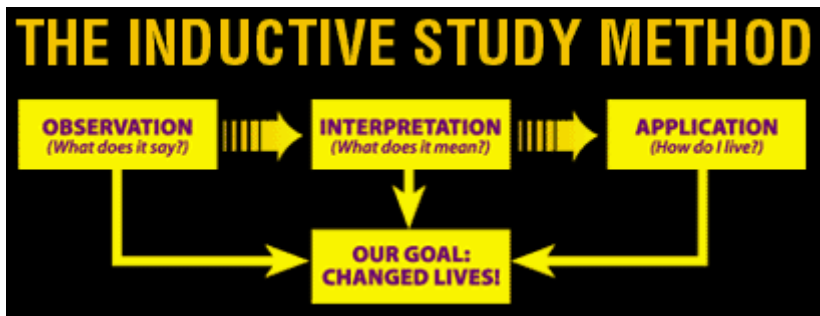 THE INDUCTIVE STUDY METHOD
OBSERVATION
(What does it say?)
INTERPRETATION
(What does it mean?)
APPLICATION
(How do I live?)
OUR GOAL:
CHANGED LIVES!